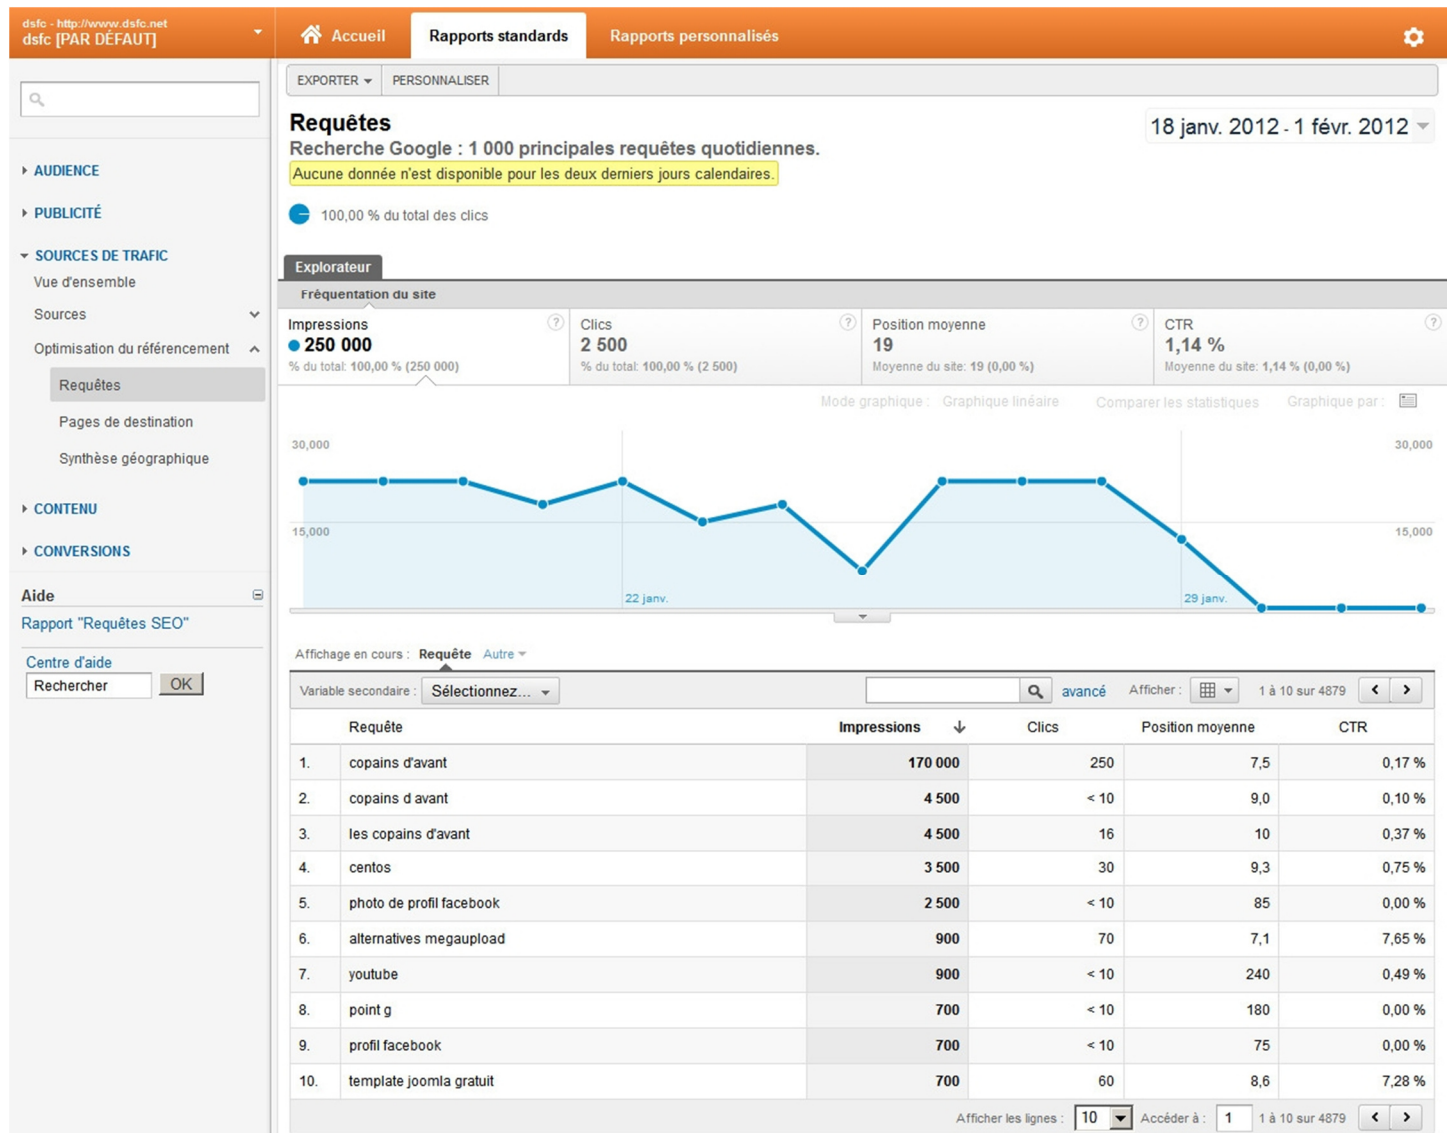 dsfc - http://www.dsfc.net
dsfc [PAR DÉFAUT]
Accueil
Rapports standards
Rapports personnalisés
EXPORTER
PERSONNALISER
Requêtes
18 janv. 2012 - 1 févr. 2012
Recherche Google : 1 000 principales requêtes quotidiennes.
Aucune donnée n'est disponible pour les deux derniers jours calendaires.
100,00 % du total des clics
AUDIENCE
PUBLICITÉ
SOURCES DE TRAFIC
Vue d'ensemble
Sources
Optimisation du référencement
Requêtes
Pages de destination
Synthèse géographique
CONTENU
CONVERSIONS
Aide
Rapport "Requêtes SEO"
Centre d'aide
Rechercher OK
Explorateur
Fréquentation du site
Impressions
250 000
% du total: 100,00 % (250 000)
Clics
2 500
% du total: 100,00 % (2 500)
Position moyenne
19
Moyenne du site: 19 (0,00 %)
CTR
1,14 %
Moyenne du site: 1,14 % (0,00 %)
Mode graphique : Graphique linéaire Comparer les statistiques Graphique par :
30,000 30,000
15,000 15,000
22 janv. 29 janv.
Affichage en cours : Requête Autre
Variable secondaire : Sélectionnez... avancé Afficher : 1 à 10 sur 4879
Requête Impressions Clics Position moyenne CTR
1. copains d'avant 170 000 250 7,5 0,17 %
2. copains d avant 4 500 < 10 9,0 0,10 %
3. les copains d'avant 4 500 16 10 0,37 %
4. centos 3 500 30 9,3 0,75 %
5. photo de profil facebook 2 500 < 10 85 0,00 %
6. alternatives megaupload 900 70 7,1 7,65 %
7. youtube 900 < 10 240 0,49 %
8. point g 700 < 10 180 0,00 %
9. profil facebook 700 < 10 75 0,00 %
10. template joomla gratuit 700 60 8,6 7,28 %
Afficher les lignes : 10 Accéder à : 1 1 à 10 sur 4879